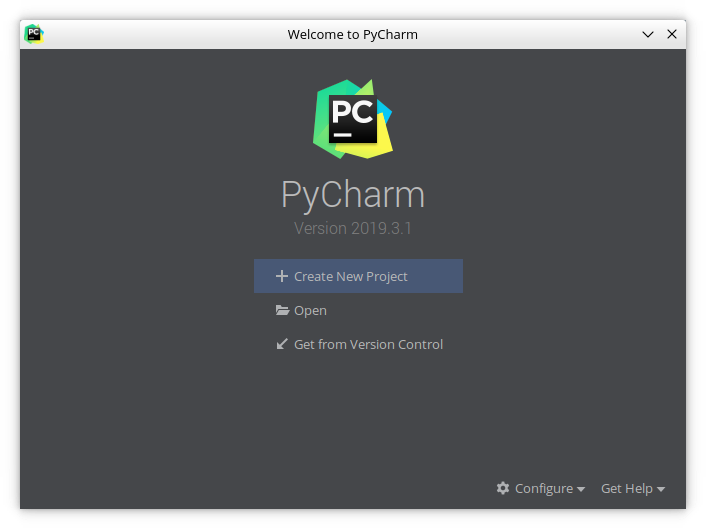 Welcome to PyCharm
PC
PyCharm
Version 2019.3.1
Create New Project
Open
Get from Version Control
Configure
Get Help